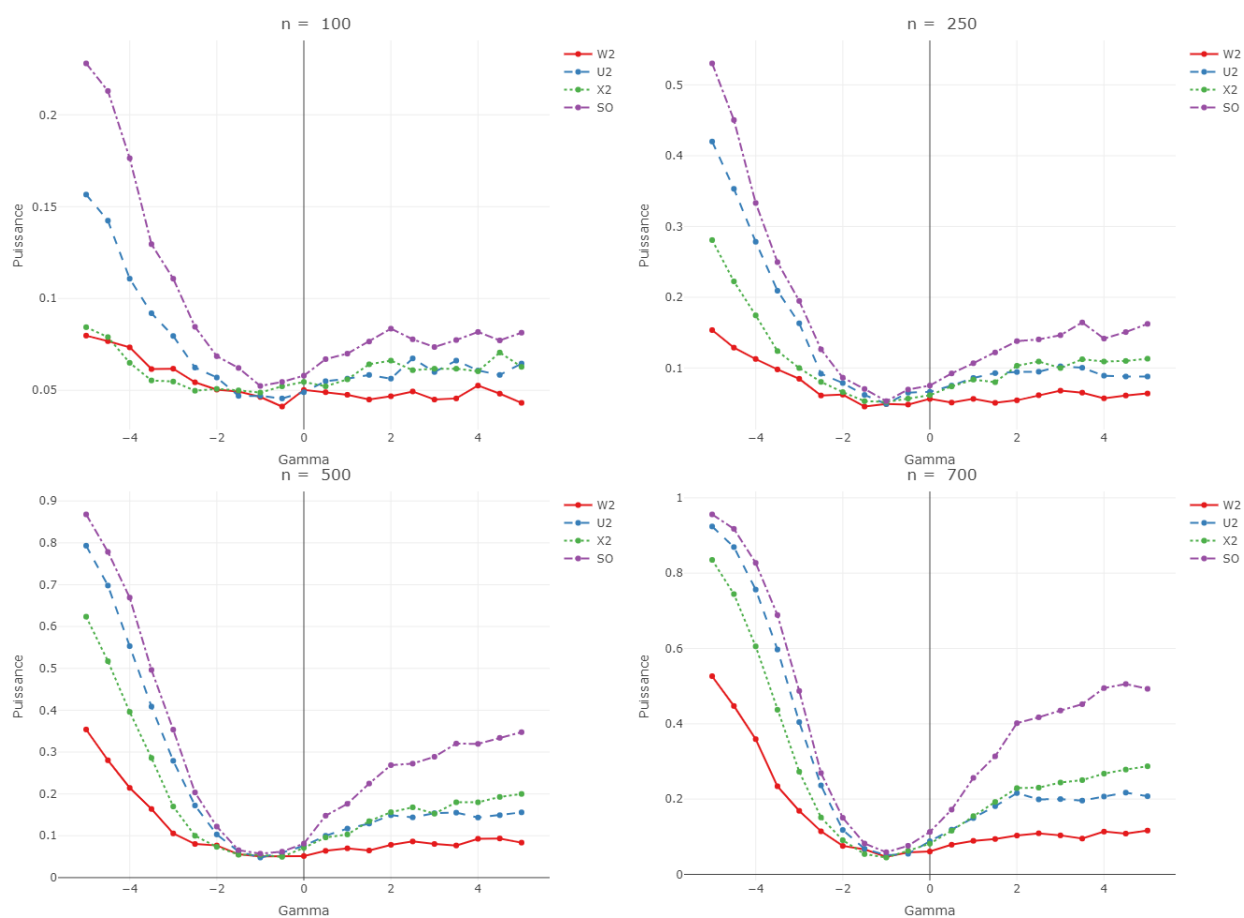 n = 100
W2
U2
X2
SO
0.2
0.15
0.1
0.05
Puissance
−4
−2
0
2
4
Gamma
n = 250
W2
U2
X2
SO
0.5
0.4
0.3
0.2
0.1
Puissance
−4
−2
0
2
4
Gamma
n = 500
W2
U2
X2
SO
0.9
0.8
0.7
0.6
0.5
0.4
0.3
0.2
0.1
0
Puissance
−4
−2
0
2
4
Gamma
n = 700
W2
U2
X2
SO
1
0.8
0.6
0.4
0.2
0
Puissance
−4
−2
0
2
4
Gamma